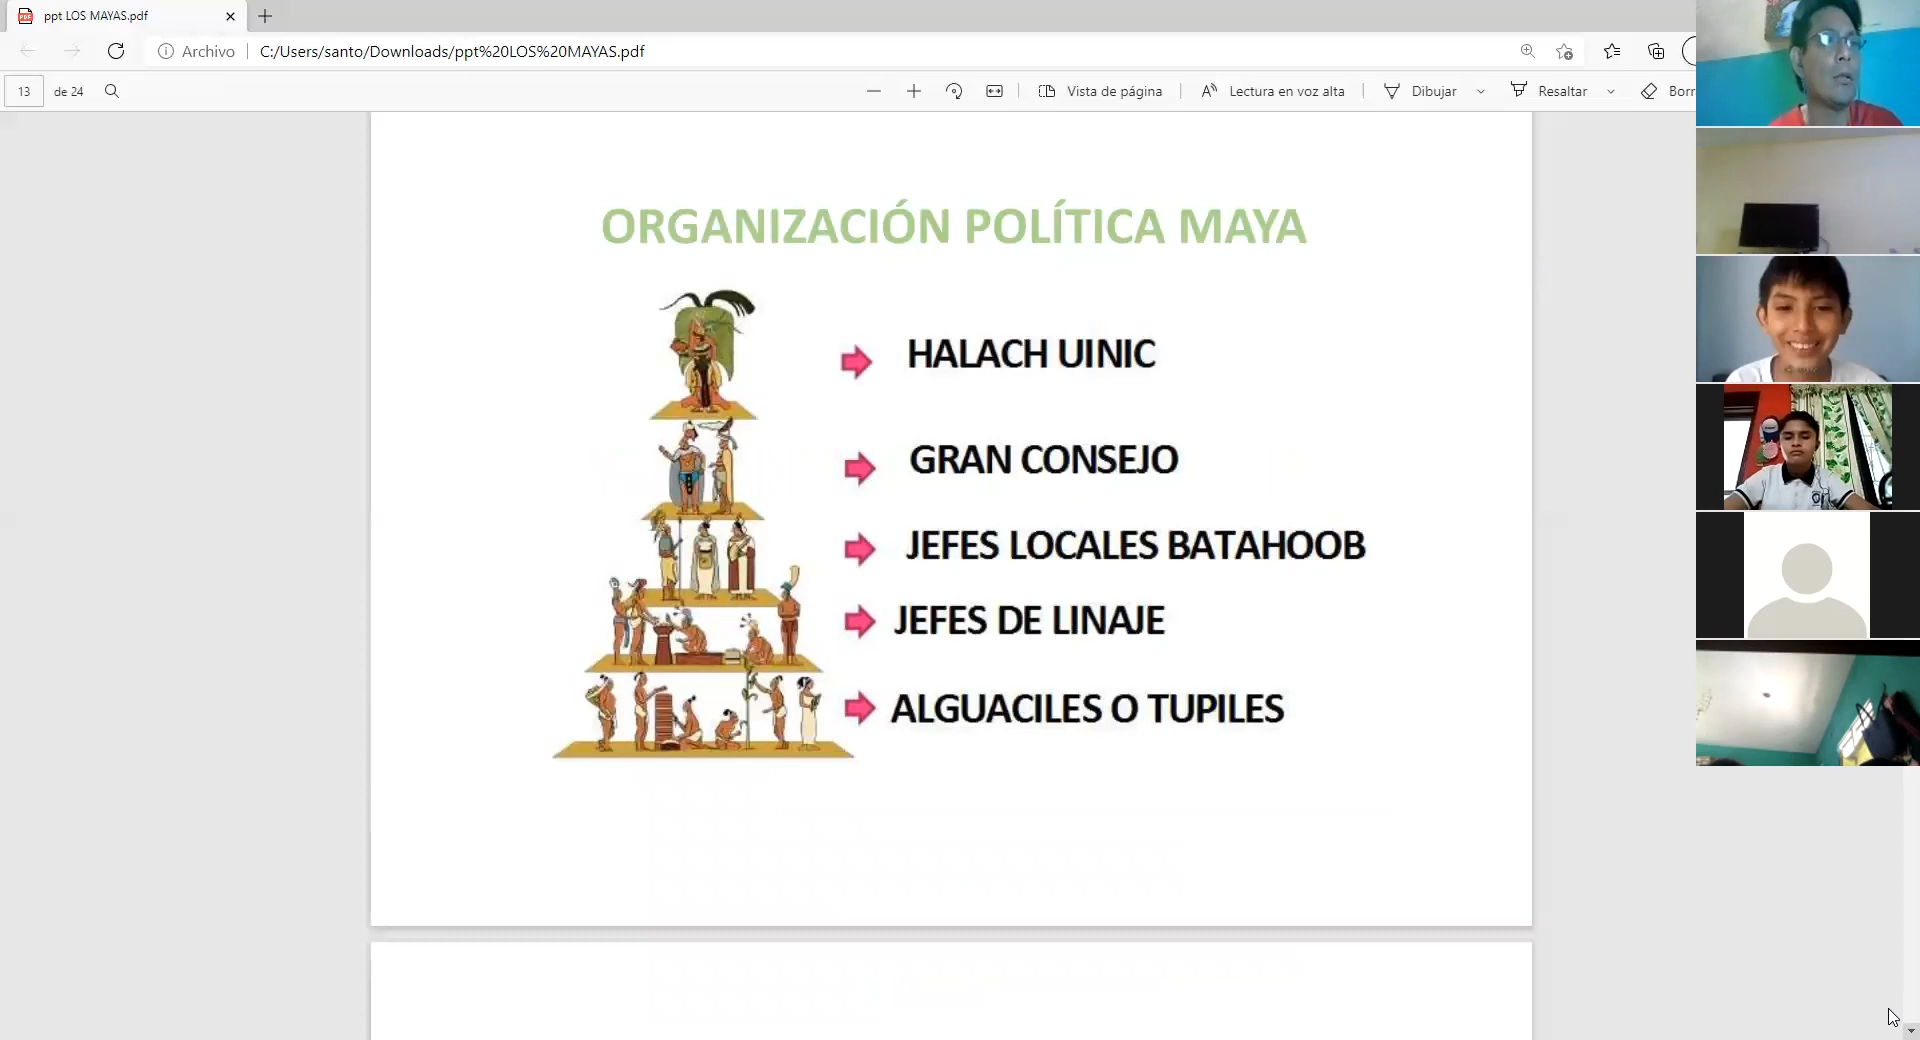 ppt LOS MAYAS.pdf
Archivo
C:/Users/santo/Downloads/ppt%20LOS%20MAYAS.pdf
13 de 24
Vista de página
Lectura en voz alta
Dibujar
Resaltar
Borr
ORGANIZACIÓN POLÍTICA MAYA
HALACH UINIC
GRAN CONSEJO
JEFES LOCALES BATAHOOB
JEFES DE LINAJE
ALGUACILES O TUPILES